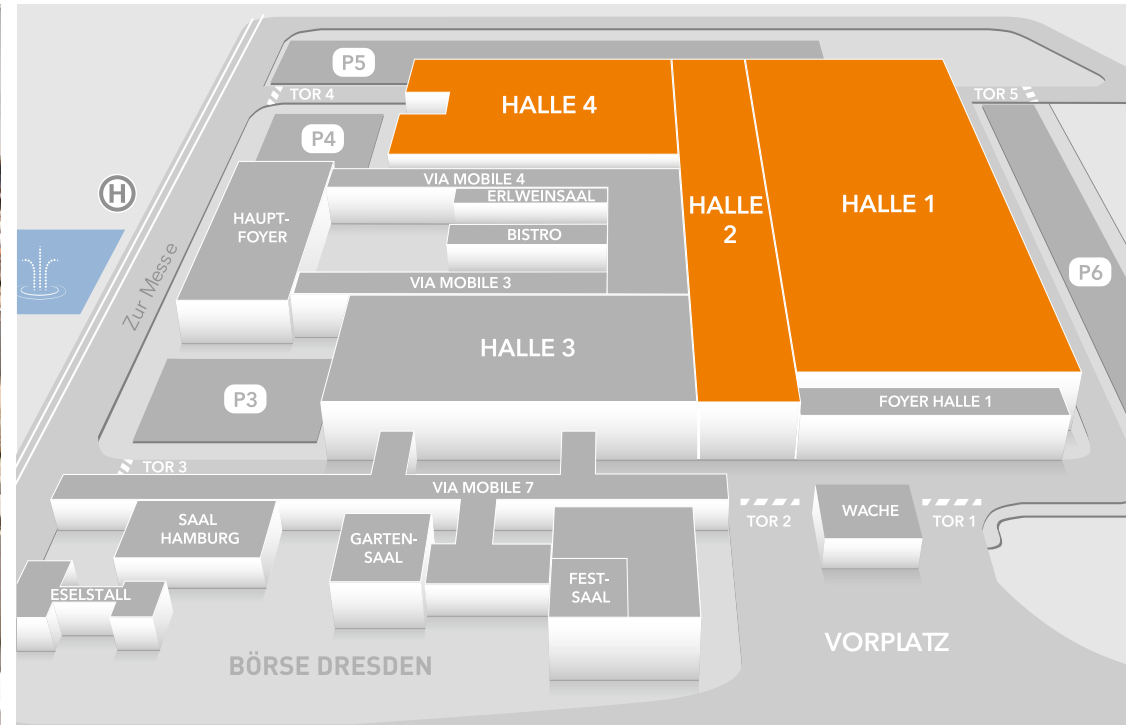 P5
TOR 4
TOR 5
HALLE 4
P4
H
VIA MOBILE 4
ERLWEINSAAL
HALLE
2
HALLE 1
HAUPT-
FOYER
BISTRO
P6
VIA MOBILE 3
Zur Messe
HALLE 3
P3
FOYER HALLE 1
TOR 3
VIA MOBILE 7
TOR 2
WACHE
TOR 1
SAAL
HAMBURG
GARTEN-
SAAL
FEST-
SAAL
ESELSTALL
VORPLATZ
BÖRSE DRESDEN